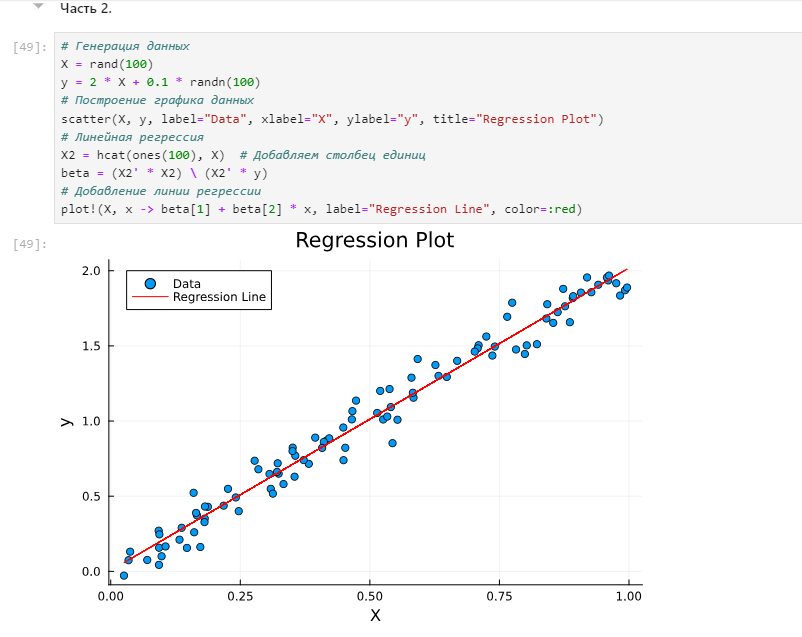 Часть 2.
[49]:
# Генерация данных
X = rand(100)
y = 2 * X + 0.1 * randn(100)
# Построение графика данных
scatter(X, y, label="Data", xlabel="X", ylabel="y", title="Regression Plot")
# Линейная регрессия
X2 = hcat(ones(100), X)  # Добавляем столбец единиц
beta = (X2' * X2) \ (X2' * y)
# Добавление линии регрессии
plot!(X, x -> beta[1] + beta[2] * x, label="Regression Line", color=:red)
[49]:
Regression Plot
Data
Regression Line
2.0
1.5
1.0
0.5
0.0
y
0.00 0.25 0.50 0.75 1.00
X